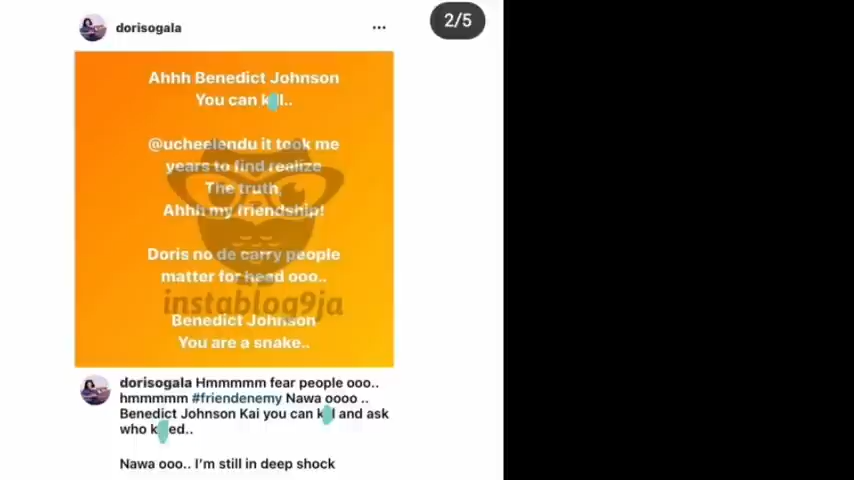 dorisogala
2/5
Ahhh Benedict Johnson
You can k l..
@ucheelendu it took me
years to find realize
The truth,
Ahhh my friendship!
Doris no de carry people
matter for head ooo..
instablog9ja
Benedict Johnson
You are a snake..
dorisogala Hmmmmm fear people ooo..
hmmmmm #friendenemy Nawa oooo ..
Benedict Johnson Kai you can k l and ask
who k ed..
Nawa ooo.. I'm still in deep shock